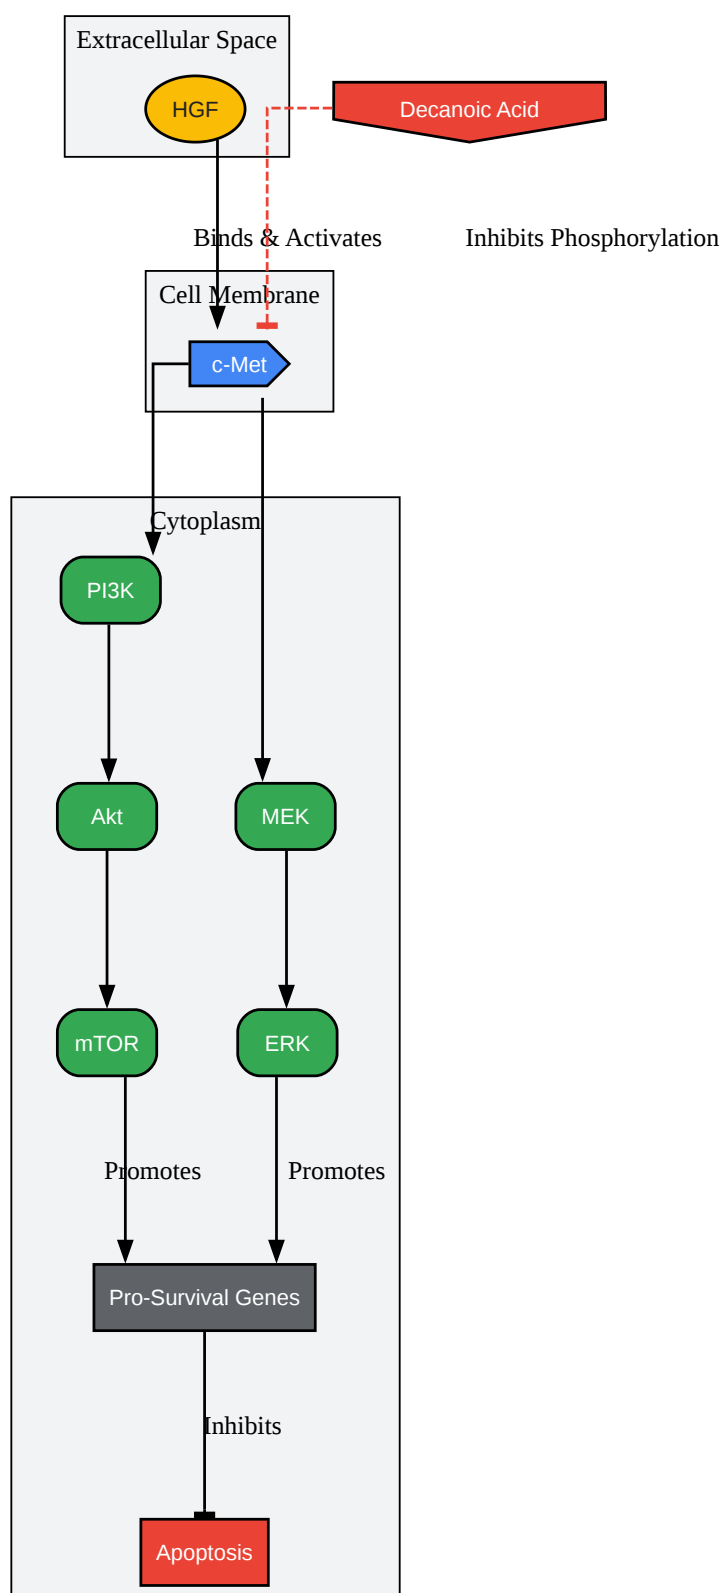 Extracellular Space
HGF
Decanoic Acid
Binds & Activates
Inhibits Phosphorylation
Cell Membrane
c-Met
Cytoplasm
PI3K
Akt
MEK
mTOR
ERK
Promotes
Promotes
Pro-Survival Genes
Inhibits
Apoptosis